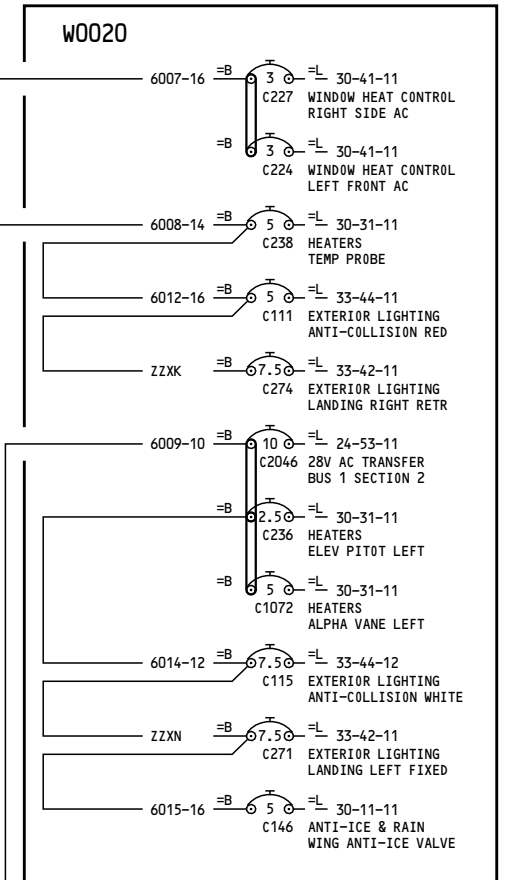 W0020
6007-16 =B 3 =L 30-41-11
C227 WINDOW HEAT CONTROL
RIGHT SIDE AC
=B 3 =L 30-41-11
C224 WINDOW HEAT CONTROL
LEFT FRONT AC
6008-14 =B 5 =L 30-31-11
C238 HEATERS
TEMP PROBE
6012-16 =B 5 =L 33-44-11
C111 EXTERIOR LIGHTING
ANTI-COLLISION RED
ZZXK =B 7.5 =L 33-42-11
C274 EXTERIOR LIGHTING
LANDING RIGHT RETR
6009-10 =B 10 =L 24-53-11
C2046 28V AC TRANSFER
BUS 1 SECTION 2
=B 2.5 =L 30-31-11
C236 HEATERS
ELEV PITOT LEFT
=B 5 =L 30-31-11
C1072 HEATERS
ALPHA VANE LEFT
6014-12 =B 7.5 =L 33-44-12
C115 EXTERIOR LIGHTING
ANTI-COLLISION WHITE
ZZXN =B 7.5 =L 33-42-11
C271 EXTERIOR LIGHTING
LANDING LEFT FIXED
6015-16 =B 5 =L 30-11-11
C146 ANTI-ICE & RAIN
WING ANTI-ICE VALVE